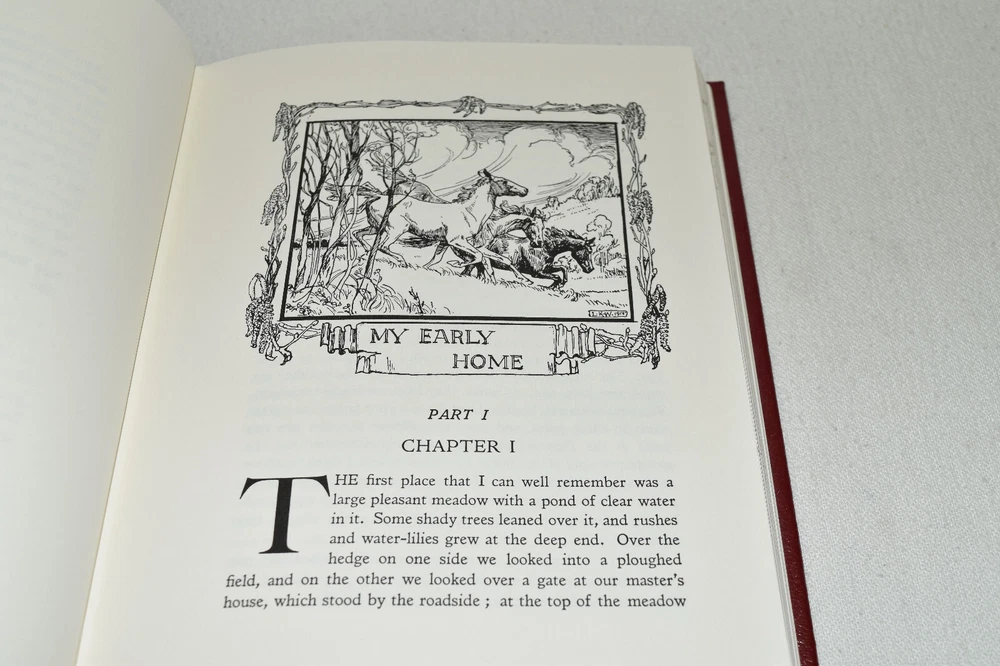 L.K.W.
MY EARLY
HOME
PART I
CHAPTER I
THE first place that I can well remember was a
large pleasant meadow with a pond of clear water
in it. Some shady trees leaned over it, and rushes
and water-lilies grew at the deep end. Over the
hedge on one side we looked into a ploughed
field, and on the other we looked over a gate at our master's
house, which stood by the roadside ; at the top of the meadow